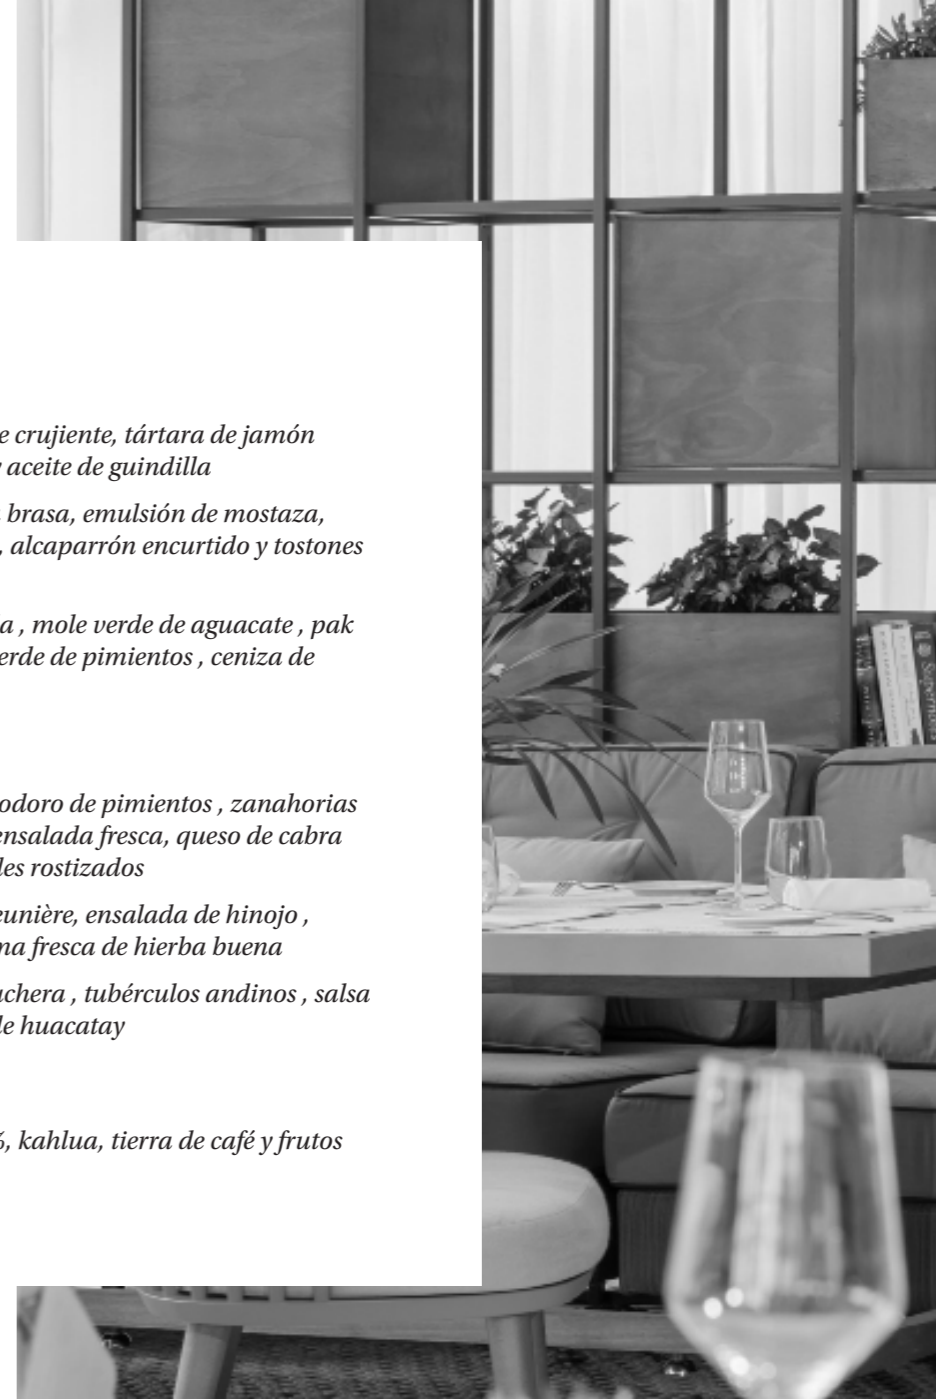 e crujiente, tártara de jamón
y aceite de guindilla
brasa, emulsión de mostaza,
, alcaparrón encurtido y tostones
a , mole verde de aguacate , pak
erde de pimientos , ceniza de
odoro de pimientos , zanahorias
ensalada fresca, queso de cabra
les rostizados
eunière, ensalada de hinojo ,
ma fresca de hierba buena
uchera , tubérculos andinos , salsa
de huacatay
%, kahlua, tierra de café y frutos